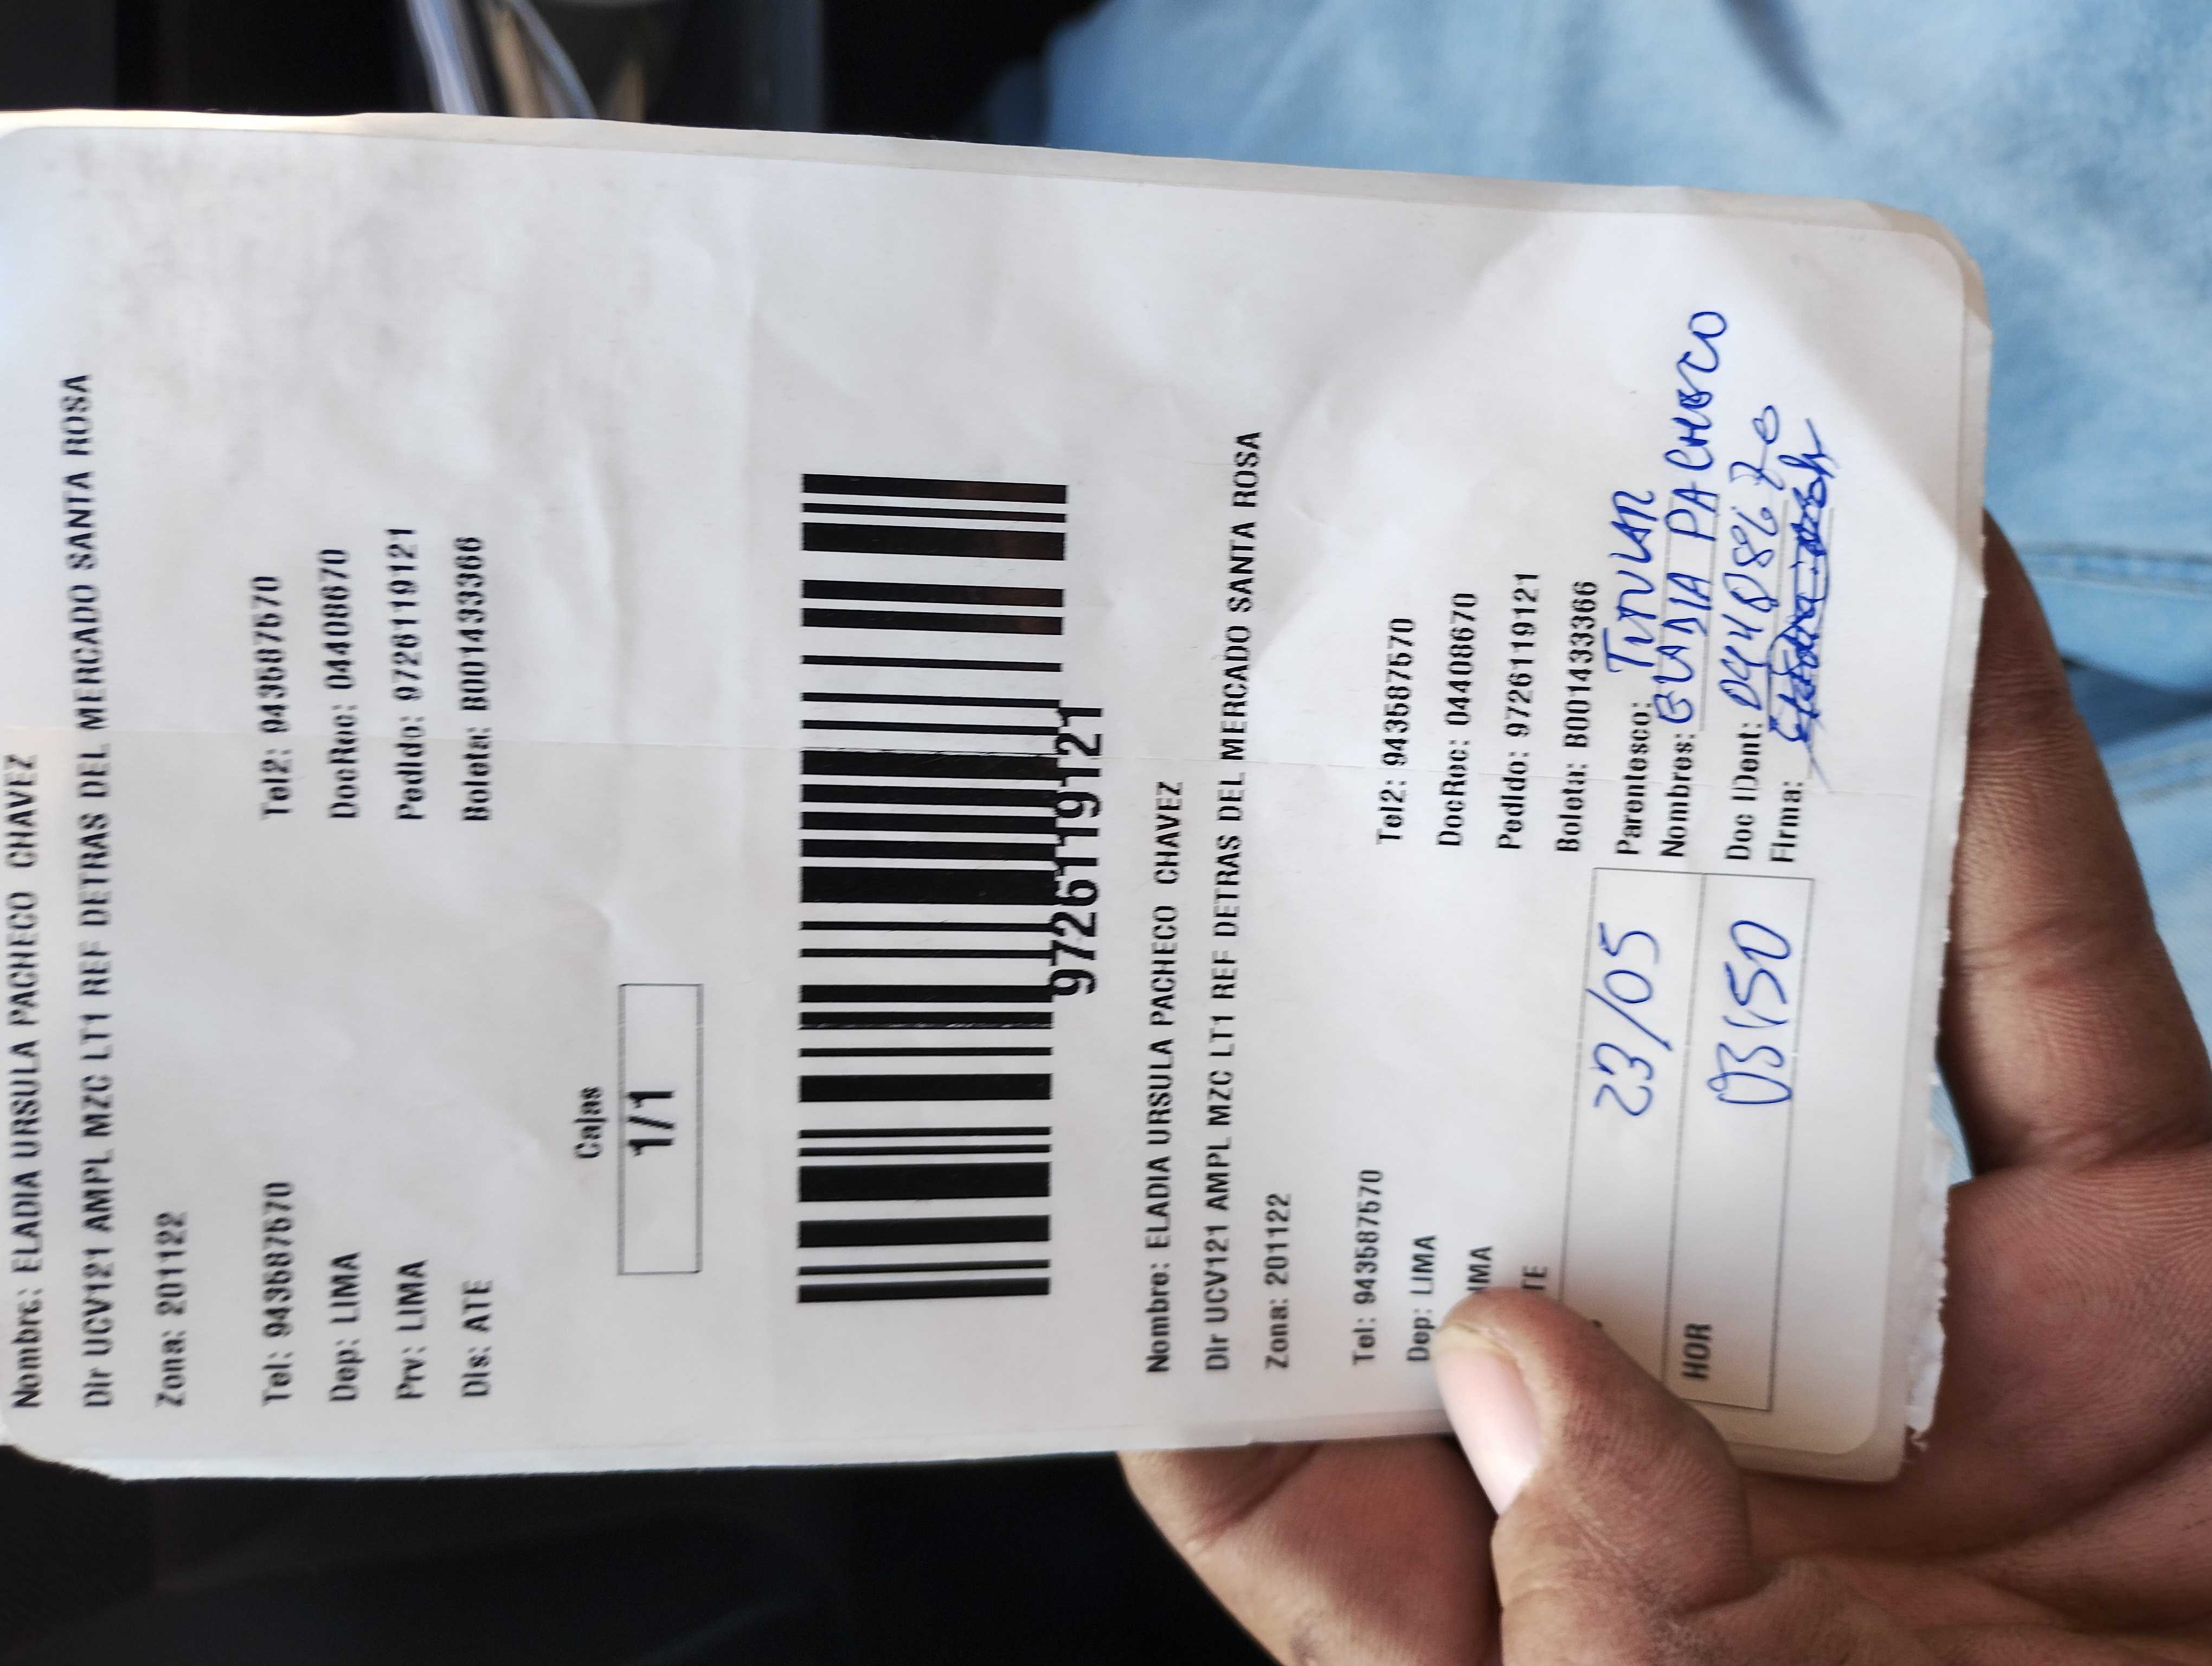 Nombre: ELADIA URSULA PACHECO CHAVEZ
Dir UCV121 AMPL MZC LT1 REF DETRAS DEL MERCADO SANTA ROSA
Zona: 201122
Tel: 943587570 Tel2: 943587570
Dep: LIMA DocRec: 04408670
Prv: LIMA Pedido: 9726119121
Dis: ATE Boleta: B001433366
Cajas
1/1
9726119121
Nombre: ELADIA URSULA PACHECO CHAVEZ
Dir UCV121 AMPL MZC LT1 REF DETRAS DEL MERCADO SANTA ROSA
Zona: 201122
Tel: 943587570 Tel2: 943587570
Dep: LIMA DocRec: 04408670
IMA Pedido: 9726119121
TE Boleta: B001433366
23/05 Parentesco: TITULAR
Nombres: ELADIA PACHECO
HOR 03:50 Doc IDent: 04408670
Firma: